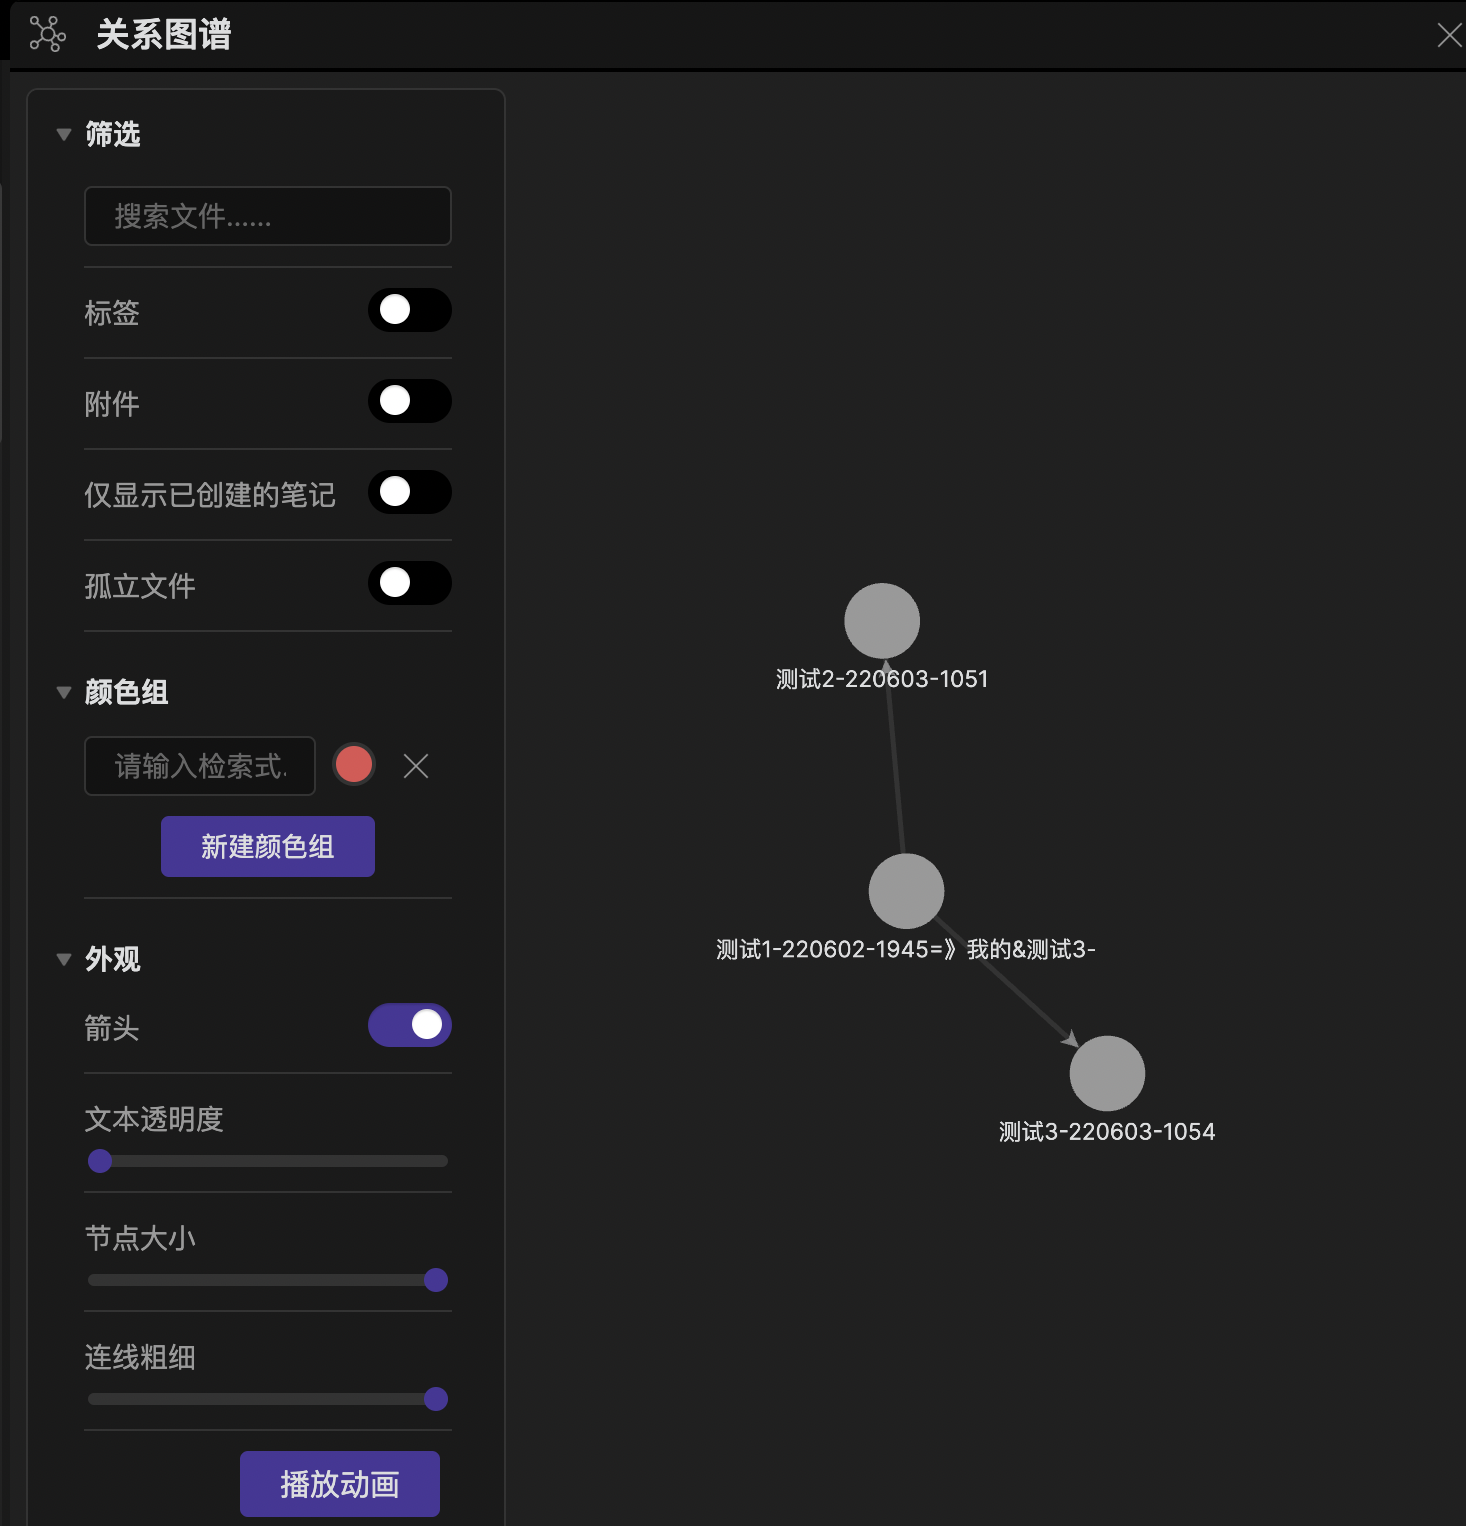 关系图谱
筛选
搜索文件......
标签
附件
仅显示已创建的笔记
孤立文件
颜色组
请输入检索式.
新建颜色组
外观
箭头
文本透明度
节点大小
连线粗细
播放动画
测试2-220603-1051
测试1-220602-1945=》我的&测试3-
测试3-220603-1054